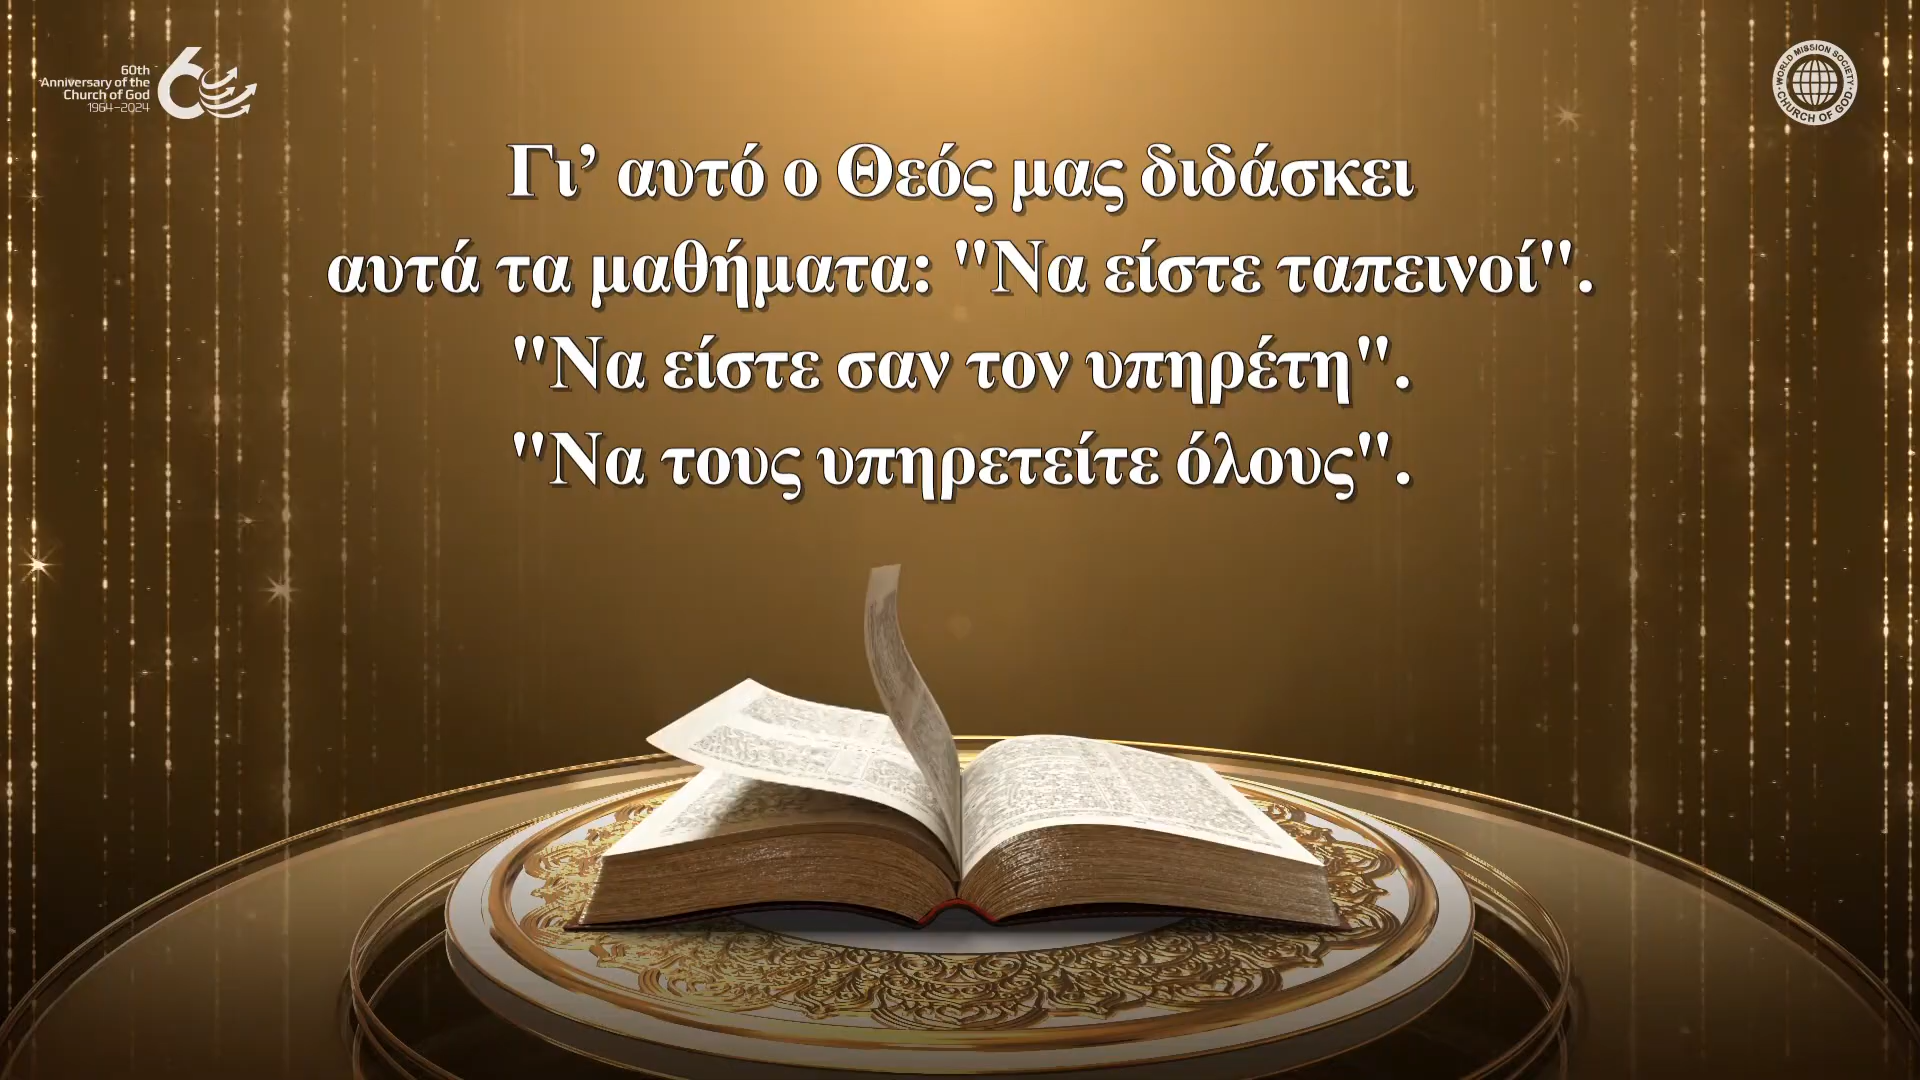 60th
Anniversary of the
Church of God
1964–2024
WORLD MISSION SOCIETY
CHURCH OF GOD
Γι’ αυτό ο Θεός μας διδάσκει
αυτά τα μαθήματα: "Να είστε ταπεινοί".
"Να είστε σαν τον υπηρέτη".
"Να τους υπηρετείτε όλους".